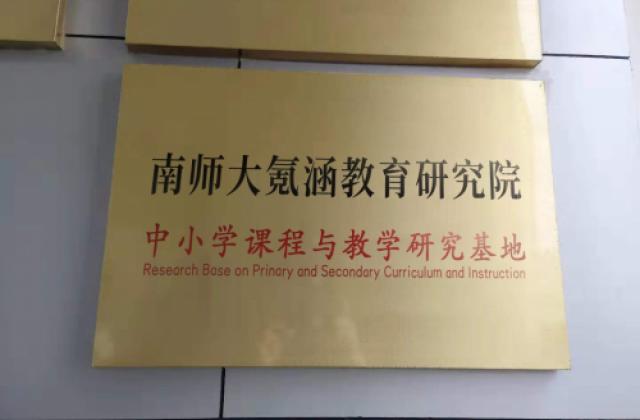 南师大氪涵教育研究院
中小学课程与教学研究基地
Research Base on Prinary and Secondary Curriculum and Instruction